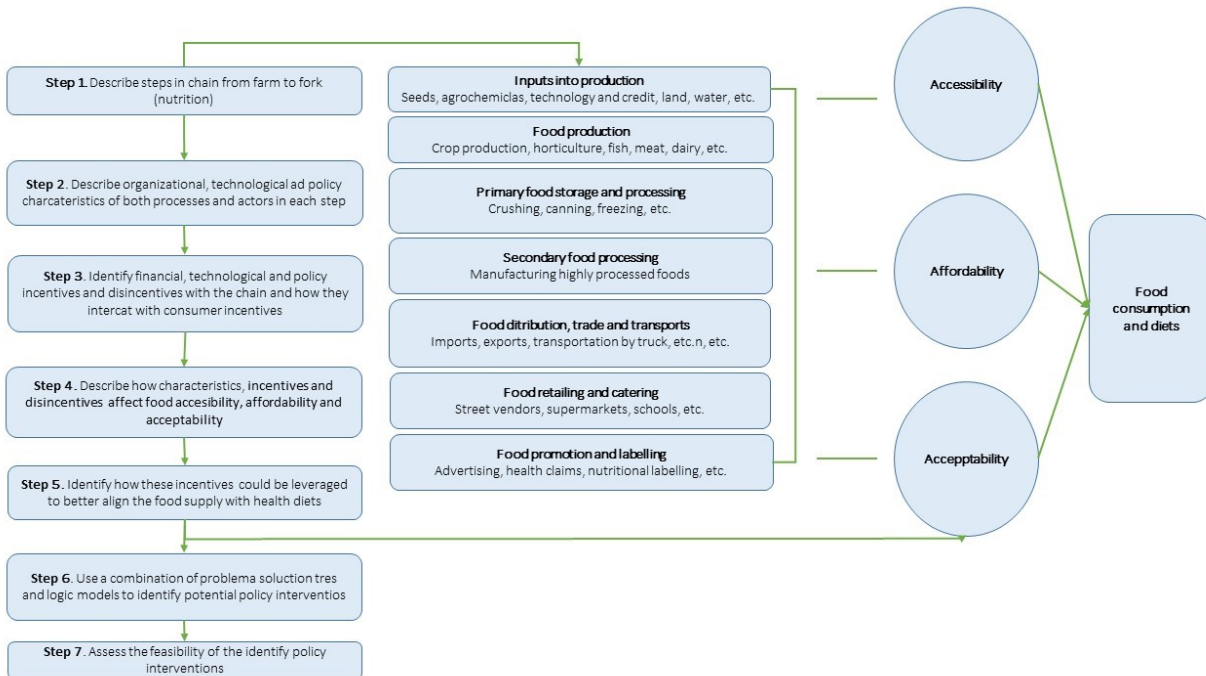 Step 1. Describe steps in chain from farm to fork
(nutrition)
Step 2. Describe organizational, technological ad policy
charcateristics of both processes and actors in each step
Step 3. Identify financial, technological and policy
incentives and disincentives with the chain and how they
intercat with consumer incentives
Step 4. Describe how characteristics, incentives and
disincentives affect food accesibility, affordability and
acceptability
Step 5. Identify how these incentives could be leveraged
to better align the food supply with health diets
Step 6. Use a combination of problema soluction tres
and logic models to identify potential policy interventios
Step 7. Assess the feasibility of the identify policy
interventions
Inputs into production
Seeds, agrochemiclas, technology and credit, land, water, etc.
Food production
Crop production, horticulture, fish, meat, dairy, etc.
Primary food storage and processing
Crushing, canning, freezing, etc.
Secondary food processing
Manufacturing highly processed foods
Food ditribution, trade and transports
Imports, exports, transportation by truck, etc.n, etc.
Food retailing and catering
Street vendors, supermarkets, schools, etc.
Food promotion and labelling
Advertising, health claims, nutritional labelling, etc.
Accessibility
Affordability
Accepptability
Food
consumption
and diets